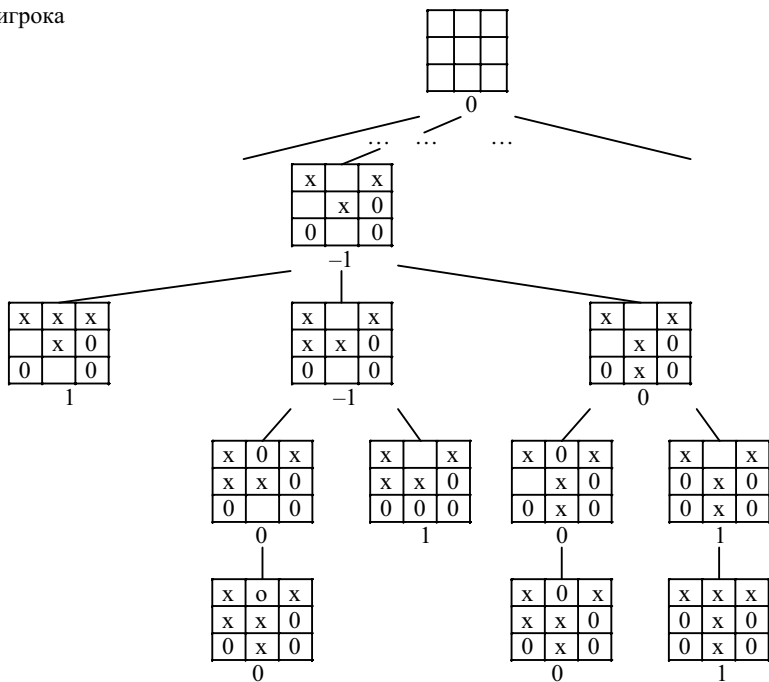 игрока
0
… … …
x x
x 0
0 0
–1
x x x x x x x
x 0 x x 0 x 0
0 0 0 0 0 x 0
1 –1 0
x 0 x x x x 0 x x x
x x 0 x x 0 x 0 0 x 0
0 0 0 0 0 0 x 0 0 x 0
0 1 0 1
x o x x 0 x x x x
x x 0 x x 0 0 x 0
0 x 0 0 x 0 0 x 0
0 0 1